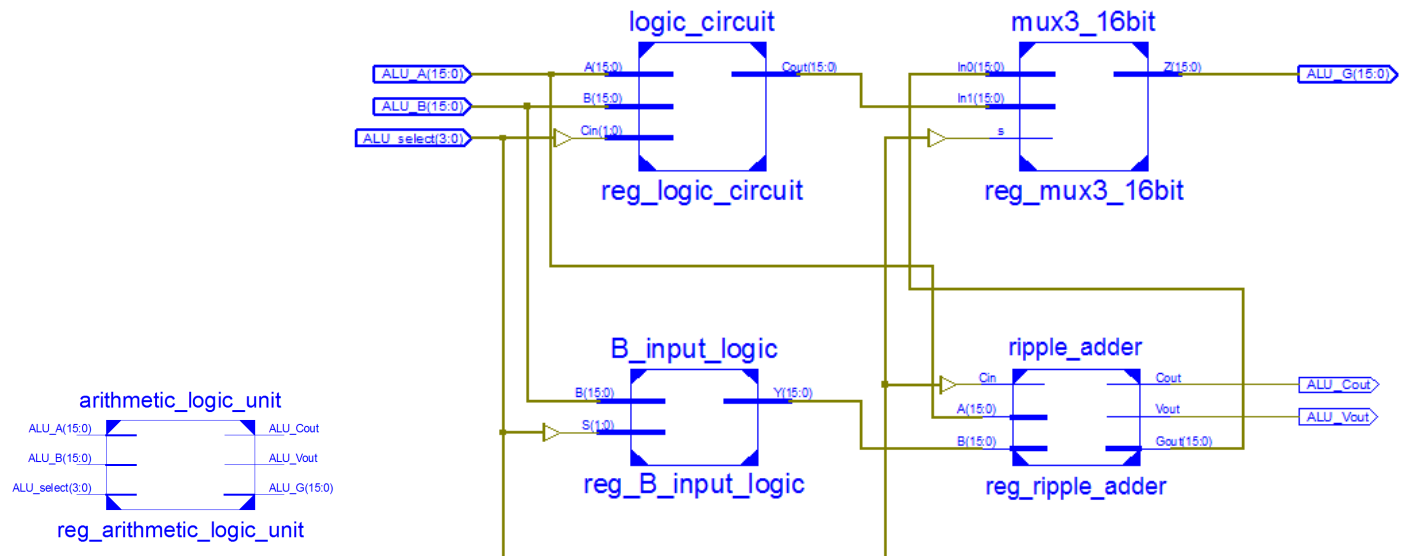 logic_circuit
ALU_A(15:0)
ALU_B(15:0)
ALU_select(3:0)
A(15:0)
B(15:0)
Cin(1:0)
Cout(15:0)
reg_logic_circuit
mux3_16bit
In0(15:0)
In1(15:0)
s
Z(15:0)
ALU_G(15:0)
reg_mux3_16bit
B_input_logic
B(15:0)
S(1:0)
Y(15:0)
reg_B_input_logic
ripple_adder
Cin
A(15:0)
B(15:0)
Cout
Vout
Gout(15:0)
ALU_Cout
ALU_Vout
reg_ripple_adder
arithmetic_logic_unit
ALU_A(15:0)
ALU_B(15:0)
ALU_select(3:0)
ALU_Cout
ALU_Vout
ALU_G(15:0)
reg_arithmetic_logic_unit